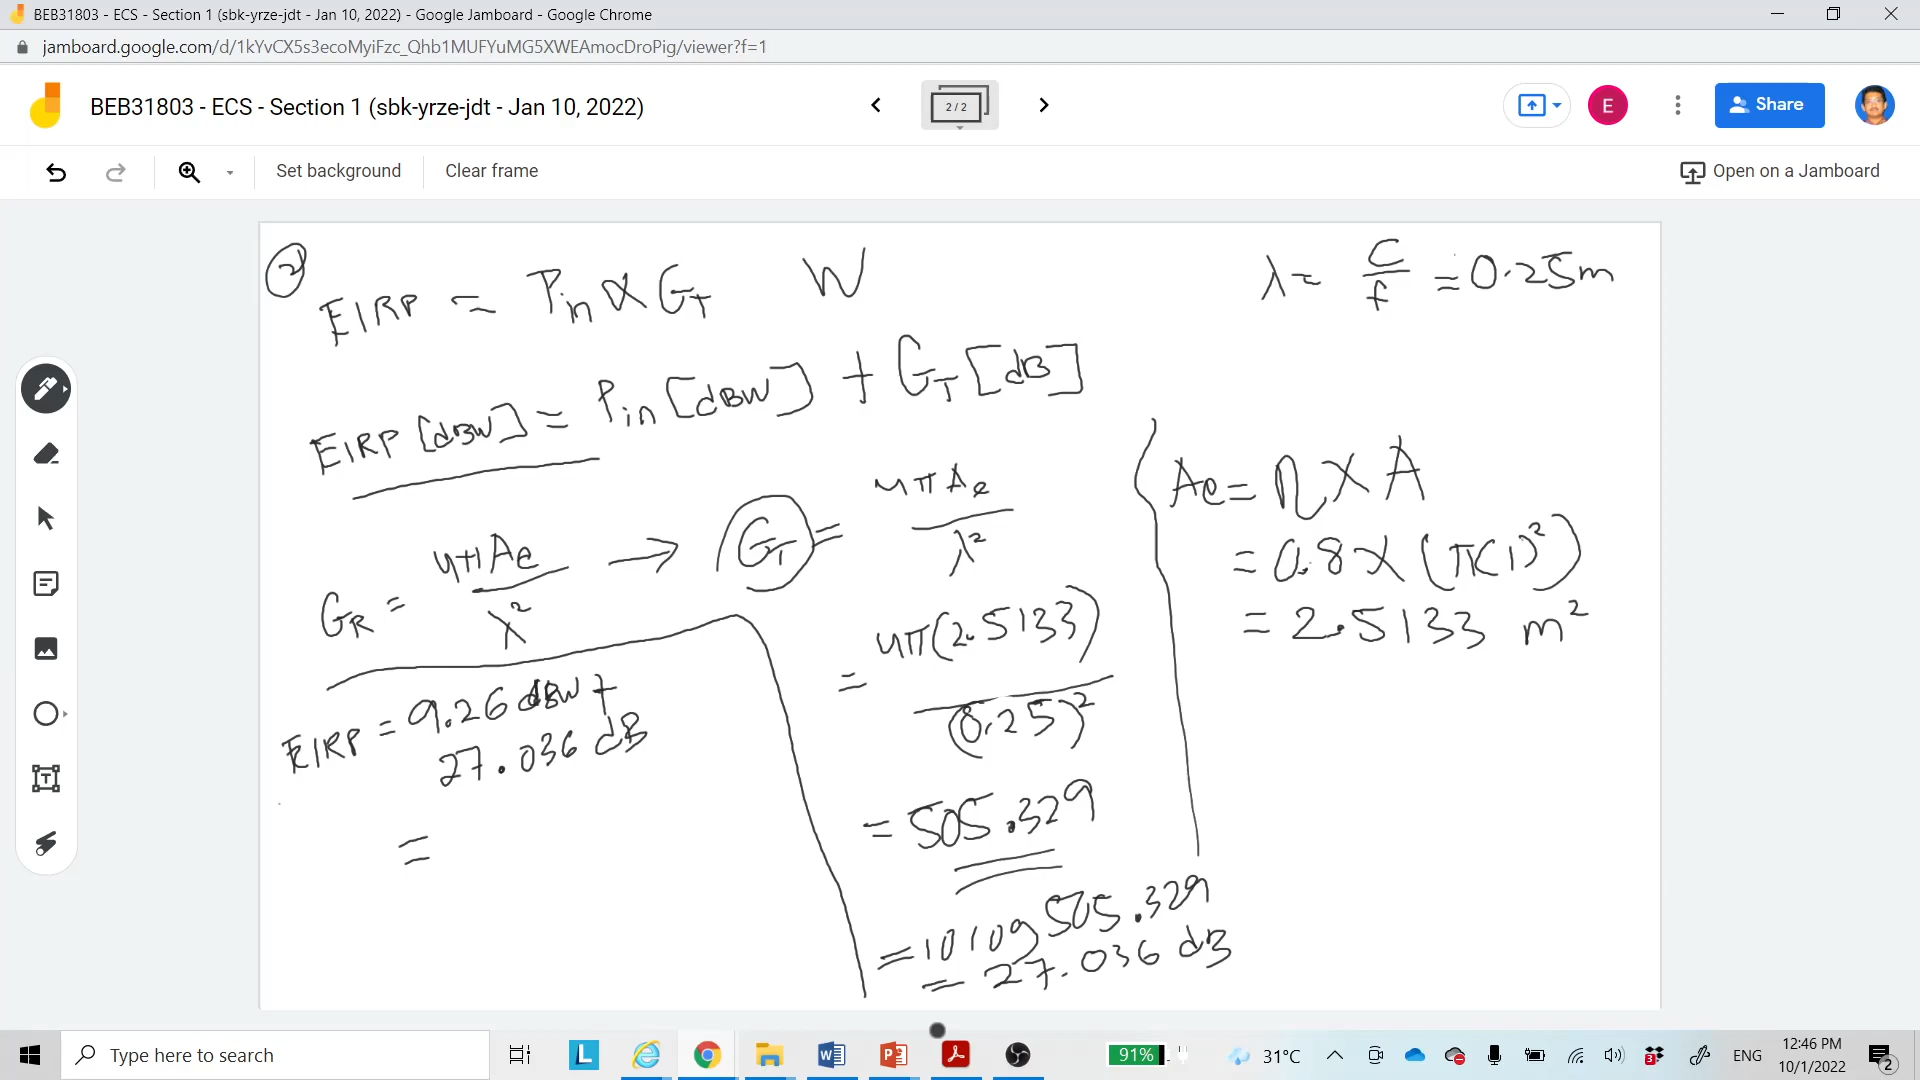 BEB31803 - ECS - Section 1 (sbk-yrze-jdt - Jan 10, 2022) - Google Jamboard - Google Chrome
jamboard.google.com/d/1kYvCX5s3ecoMyiFzc_Qhb1MUFYuMG5XWEAmocDroPig/viewer?f=1
BEB31803 - ECS - Section 1 (sbk-yrze-jdt - Jan 10, 2022)
2 / 2
E
Share
Set background
Clear frame
Open on a Jamboard
2
EIRP = Pin × GT W
EIRP [dBW] = Pin [dBW] + GT [dB]
GR = 4πAe / λ² → GT = 4πAe / λ²
= 4π(2.5133) / (0.25)²
= 505.329
= 10 log 505.329
= 27.036 dB
EIRP = 9.26 dBW +
27.036 dB
=
λ = c / f = 0.25m
Ae = η × A
= 0.8 × (π(1)²)
= 2.5133 m²
Type here to search
L
91%
31°C
3
ENG
12:46 PM
10/1/2022
2